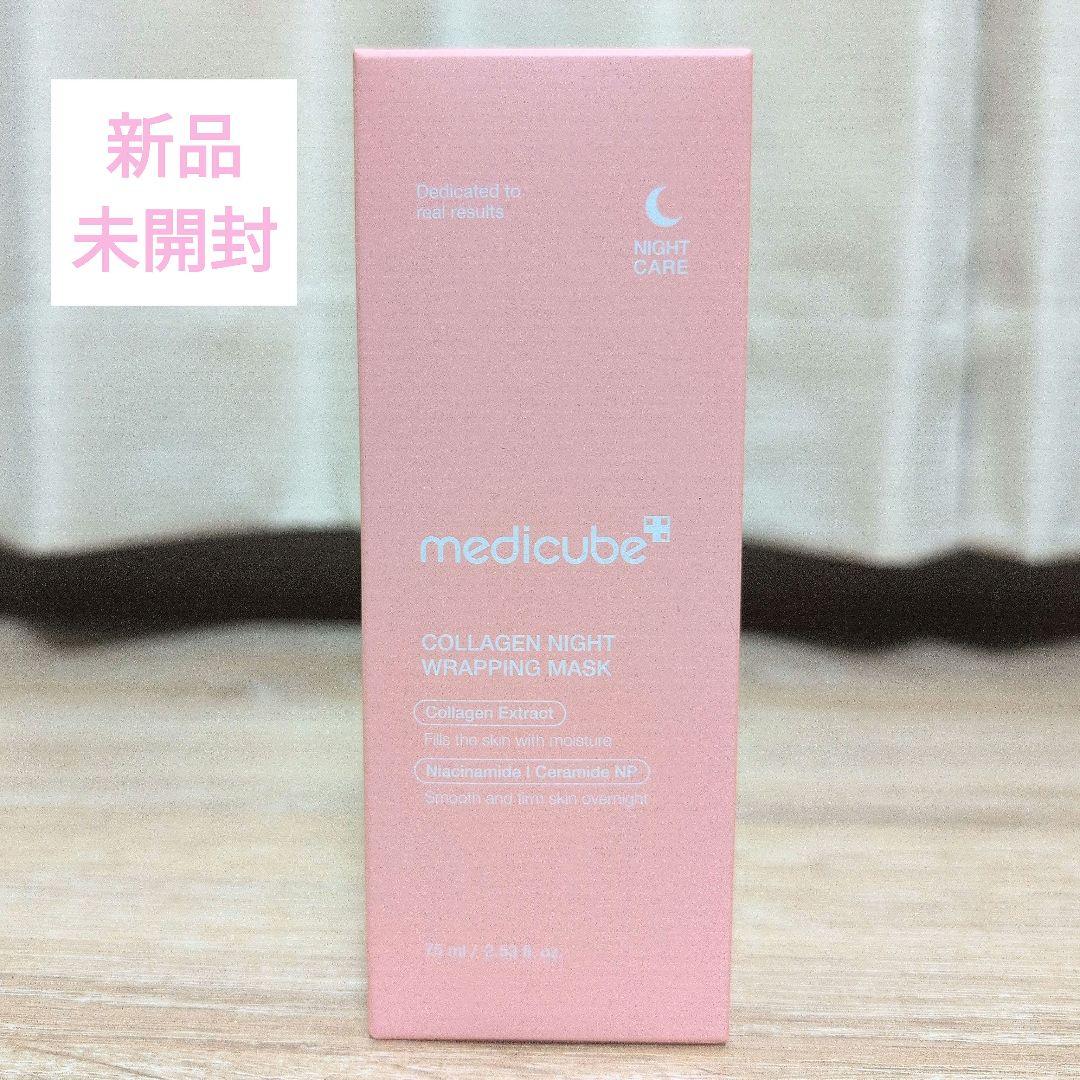 新品
未開封
Dedicated to
real results
NIGHT
CARE
medicube
COLLAGEN NIGHT
WRAPPING MASK
Collagen Extract
Fills the skin with moisture
Niacinamide | Ceramide NP
Smooth and firm skin overnight
75 ml / 2.53 fl. oz.